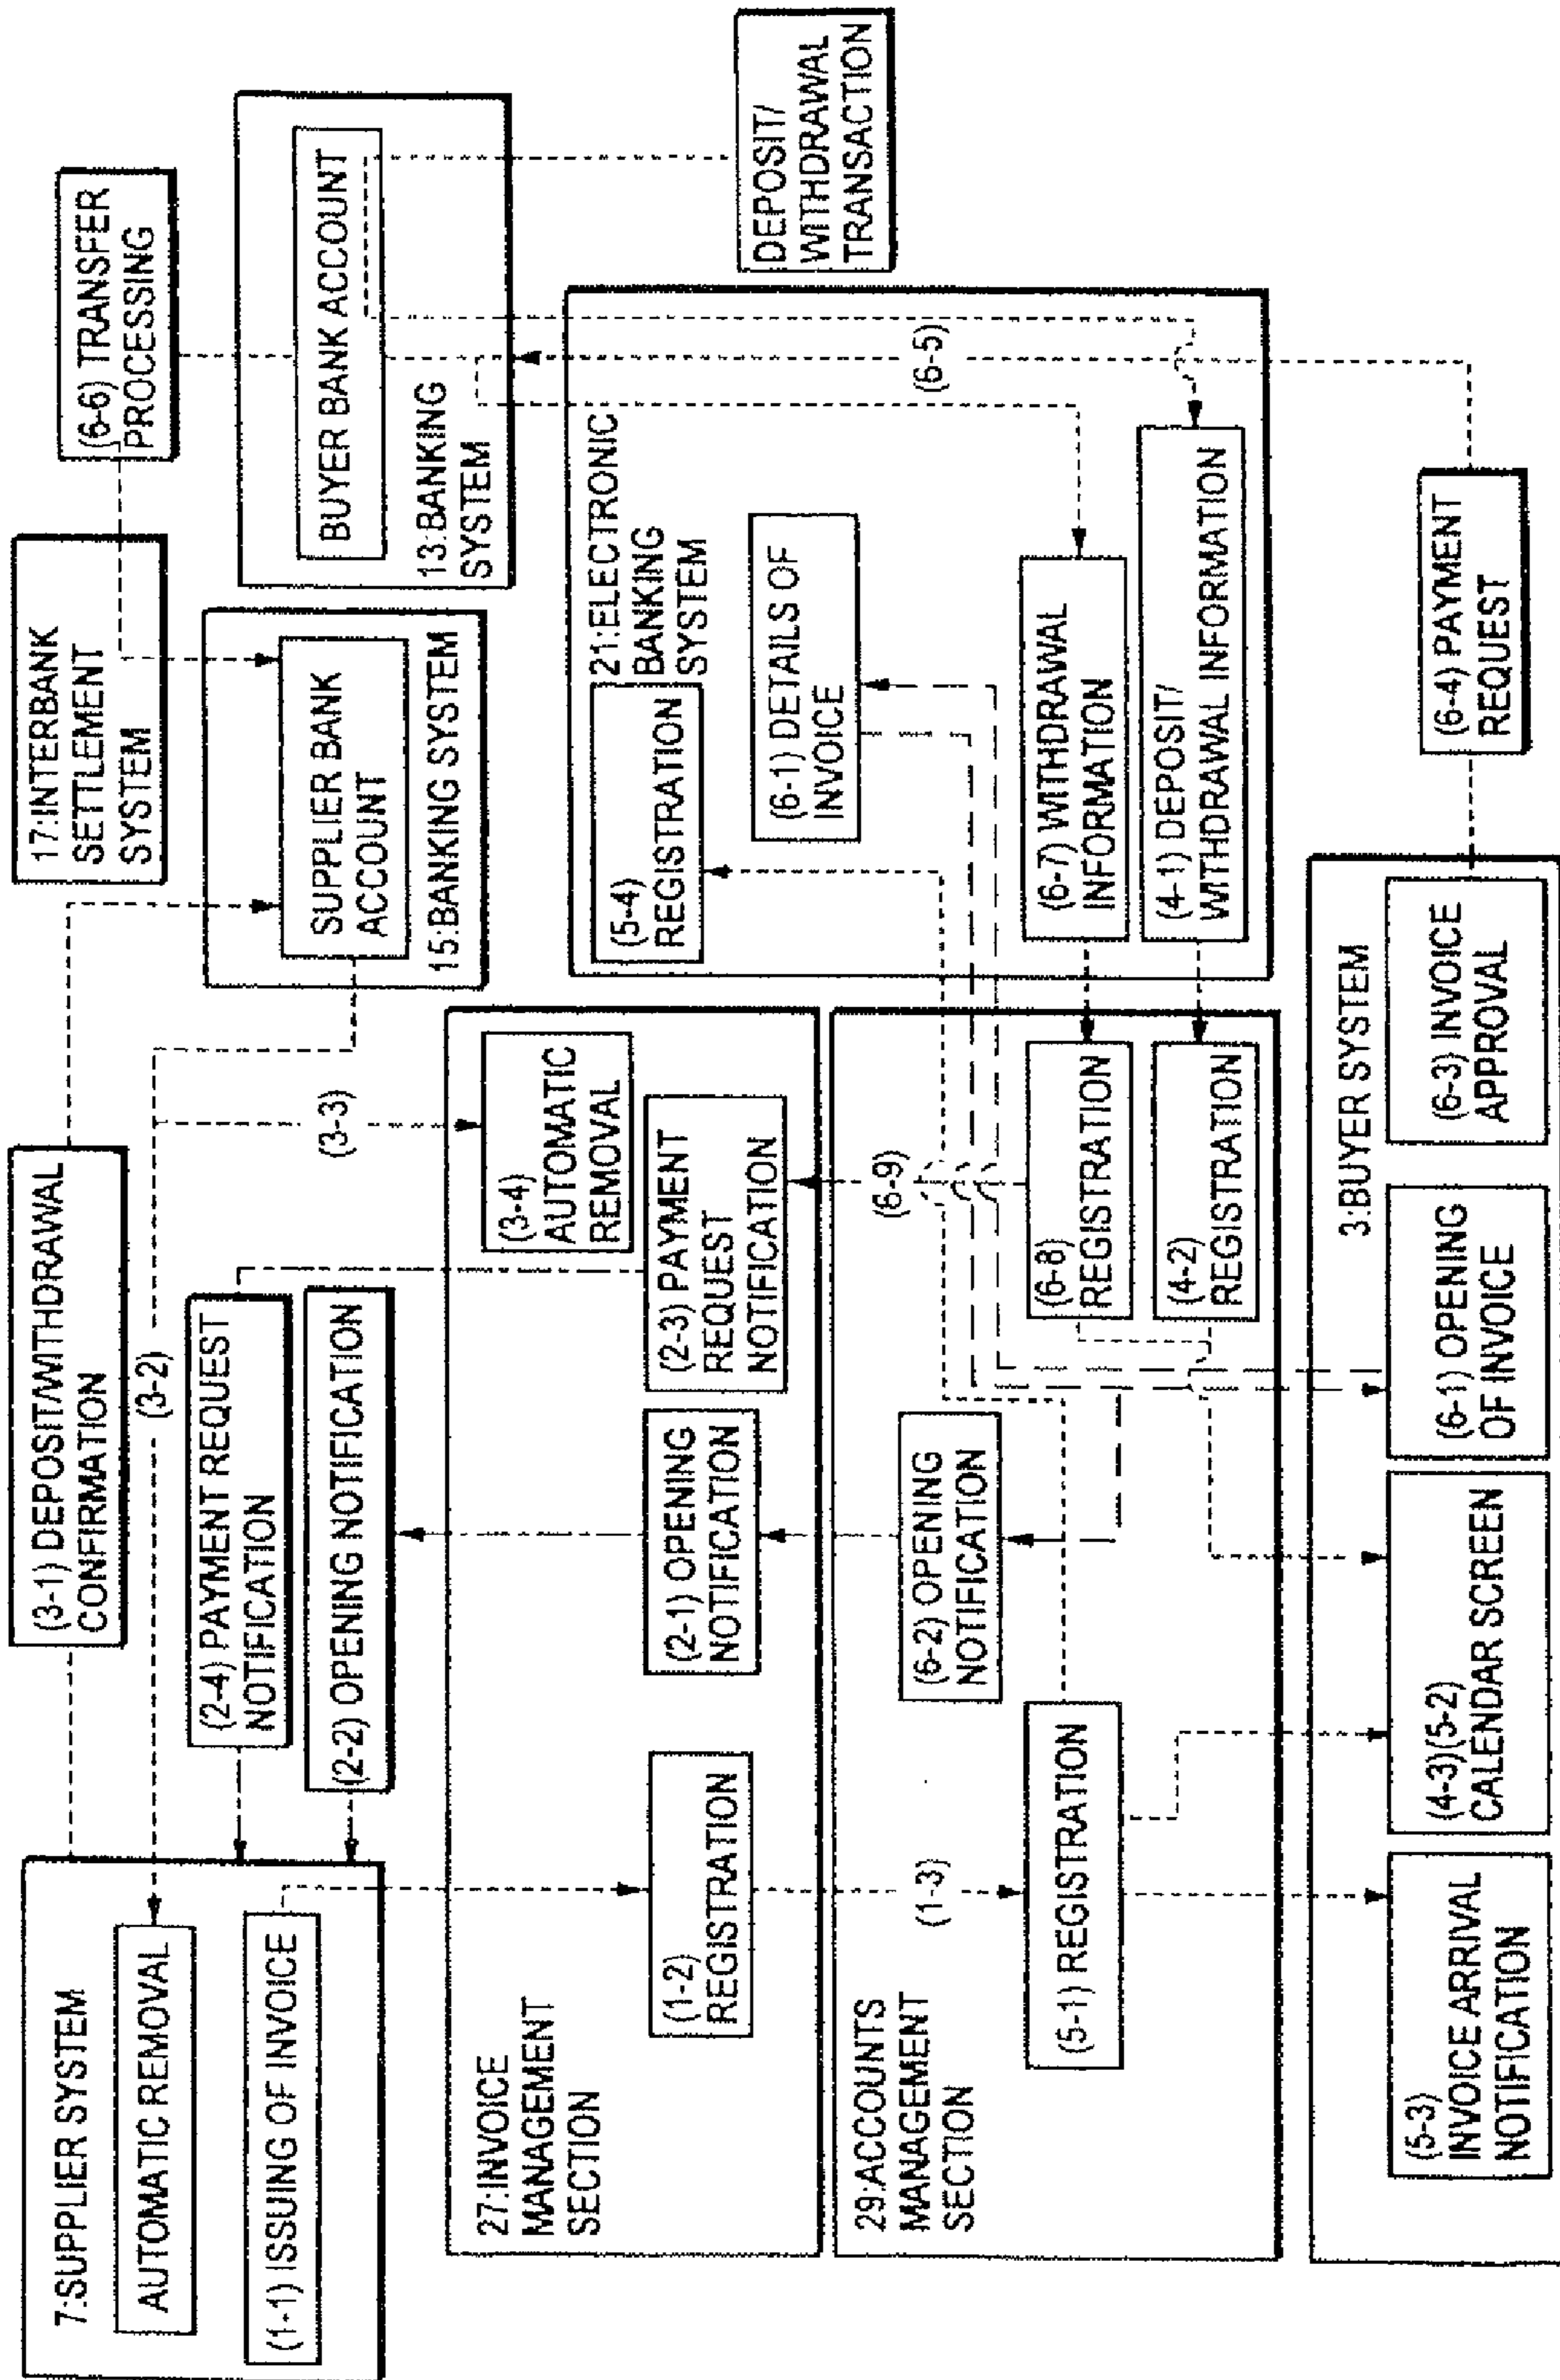 7:SUPPLIER SYSTEM
AUTOMATIC REMOVAL
(1-1) ISSUING OF INVOICE
(3-1) DEPOSIT/WITHDRAWAL
CONFIRMATION
(3-2)
(2-4) PAYMENT REQUEST
NOTIFICATION
(2-2) OPENING NOTIFICATION
(3-3)
17:INTERBANK
SETTLEMENT
SYSTEM
SUPPLIER BANK
ACCOUNT
15:BANKING SYSTEM
(6-6) TRANSFER
PROCESSING
BUYER BANK ACCOUNT
13:BANKING
SYSTEM
DEPOSIT/
WITHDRAWAL
TRANSACTION
27:INVOICE
MANAGEMENT
SECTION
(1-2)
REGISTRATION
(2-1) OPENING
NOTIFICATION
(2-3) PAYMENT
REQUEST
NOTIFICATION
(3-4)
AUTOMATIC
REMOVAL
21:ELECTRONIC
BANKING
SYSTEM
(5-4)
REGISTRATION
(6-1) DETAILS OF
INVOICE
(6-7) WITHDRAWAL
INFORMATION
(4-1) DEPOSIT/
WITHDRAWAL INFORMATION
(6-5)
(1-3)
(6-9)
29:ACCOUNTS
MANAGEMENT
SECTION
(5-1) REGISTRATION
(6-2) OPENING
NOTIFICATION
(6-8)
REGISTRATION
(4-2)
REGISTRATION
3:BUYER SYSTEM
(5-3)
INVOICE ARRIVAL
NOTIFICATION
(4-3)(5-2)
CALENDAR SCREEN
(6-1) OPENING
OF INVOICE
(6-3) INVOICE
APPROVAL
(6-4) PAYMENT
REQUEST